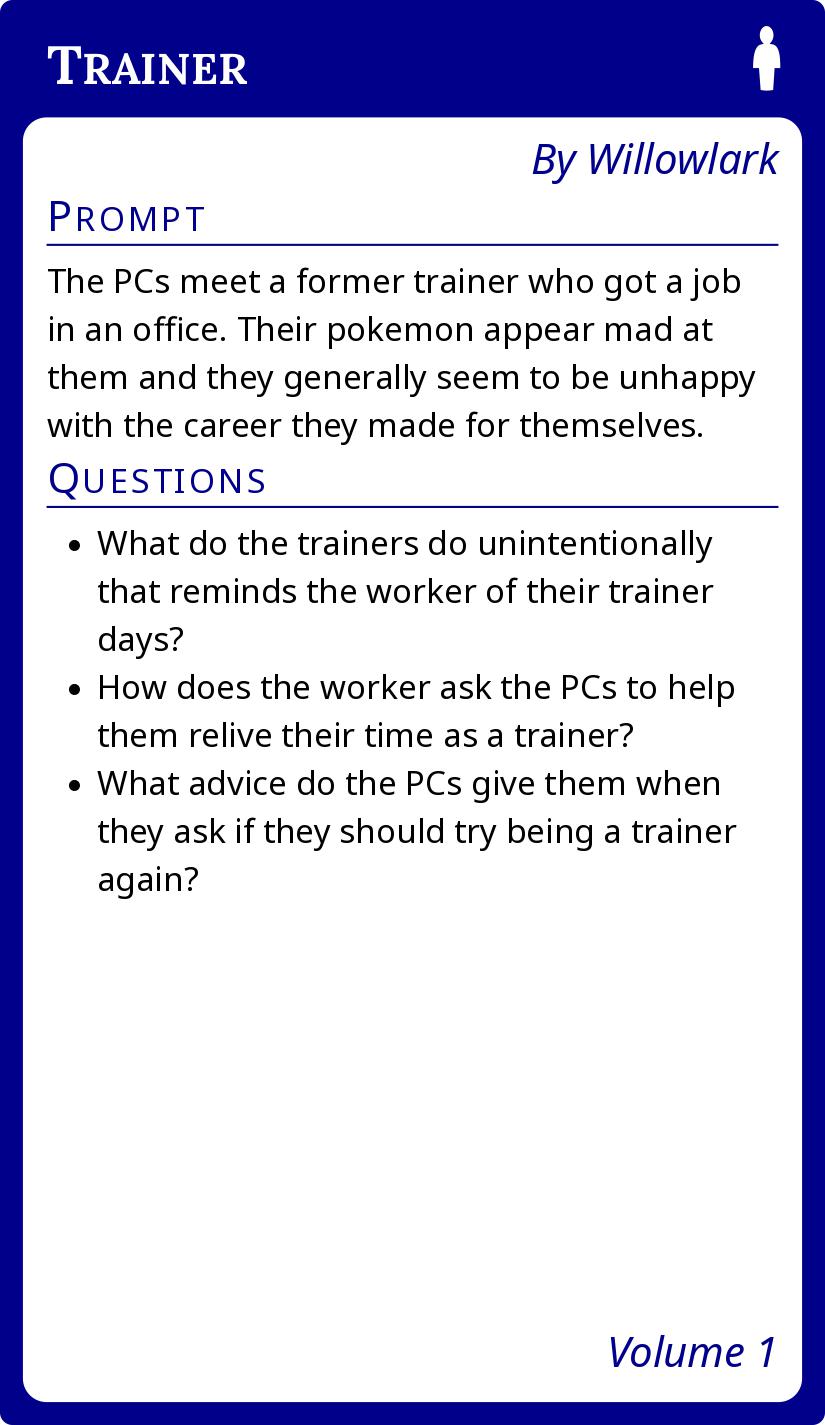 TRAINER
By Willowlark
PROMPT
The PCs meet a former trainer who got a job
in an office. Their pokemon appear mad at
them and they generally seem to be unhappy
with the career they made for themselves.
QUESTIONS
• What do the trainers do unintentionally
that reminds the worker of their trainer
days?
• How does the worker ask the PCs to help
them relive their time as a trainer?
• What advice do the PCs give them when
they ask if they should try being a trainer
again?
Volume 1